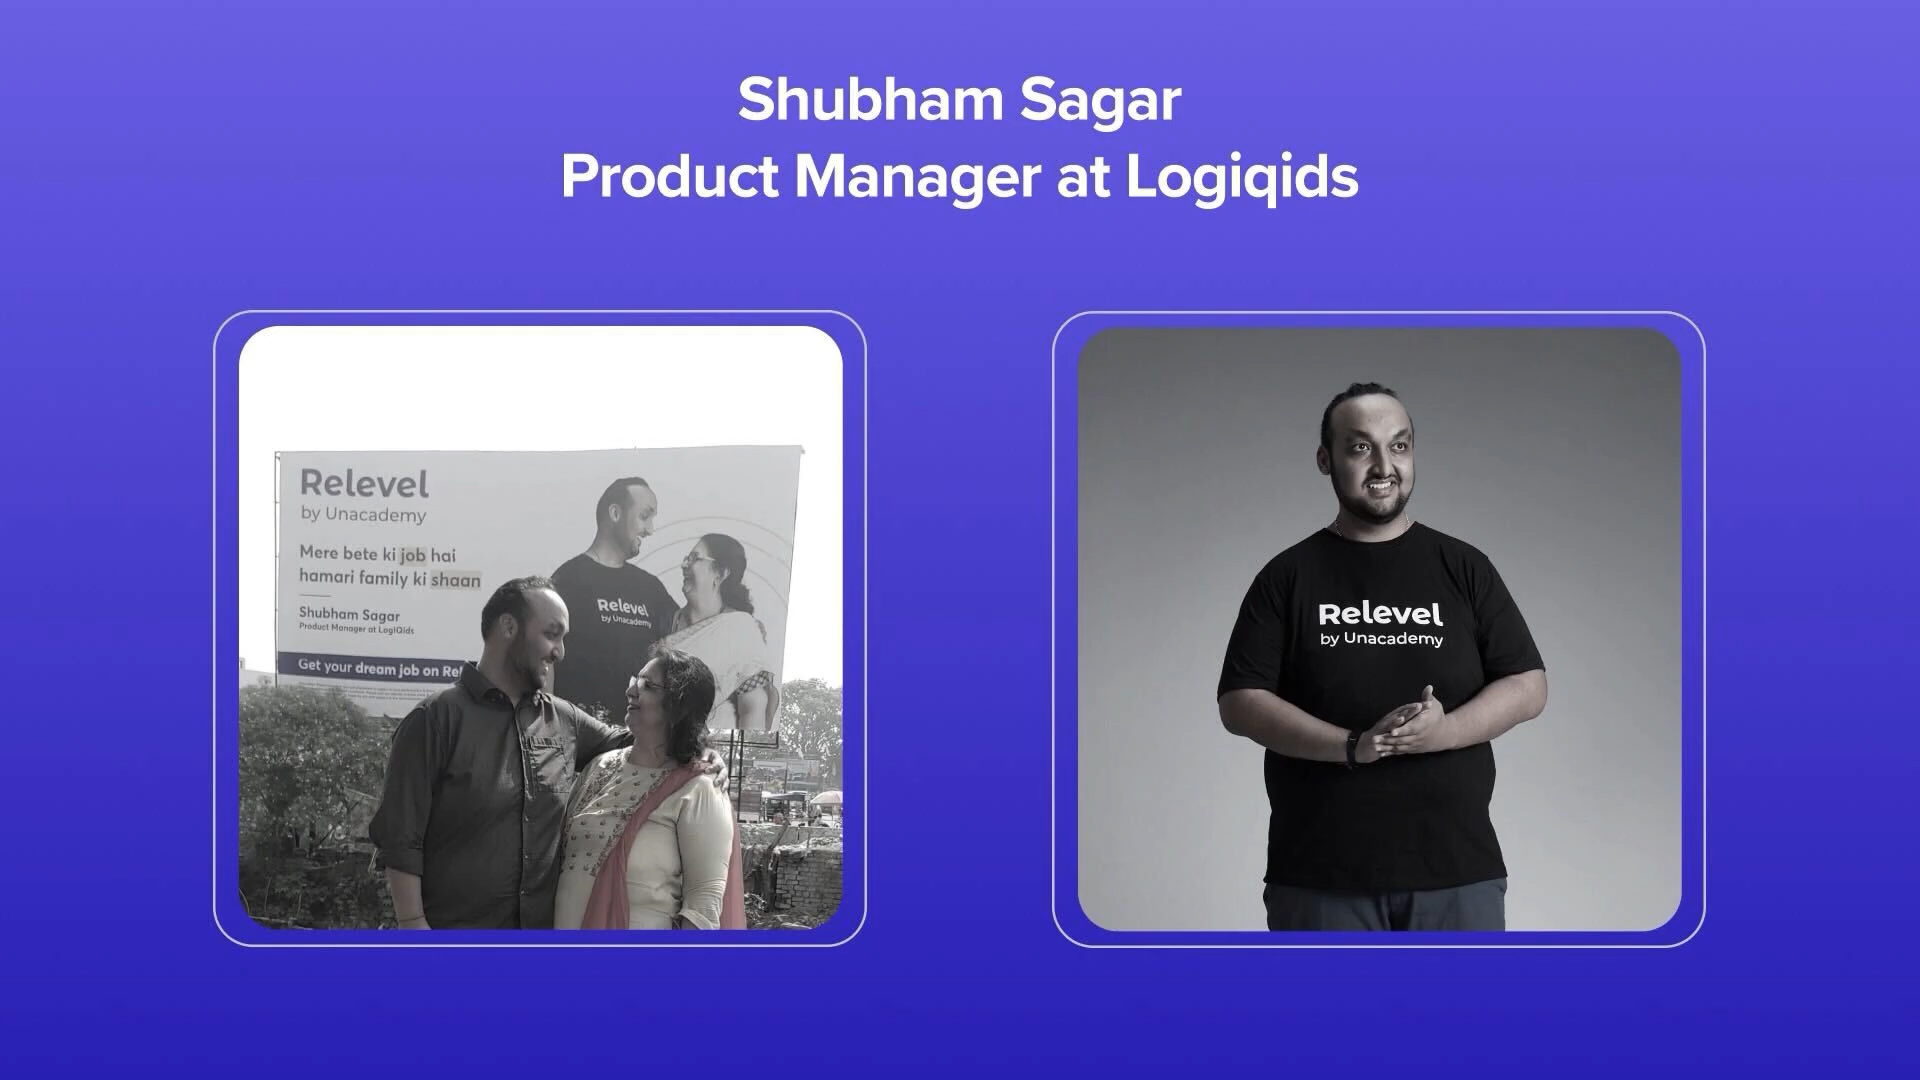 Shubham Sagar
Product Manager at Logiqids
Relevel
by Unacademy
Mere bete ki job hai
hamari family ki shaan
Shubham Sagar
Product Manager at LogiQids
Get your dream job on Rel
Relevel
by Unacademy
Relevel
by Unacademy